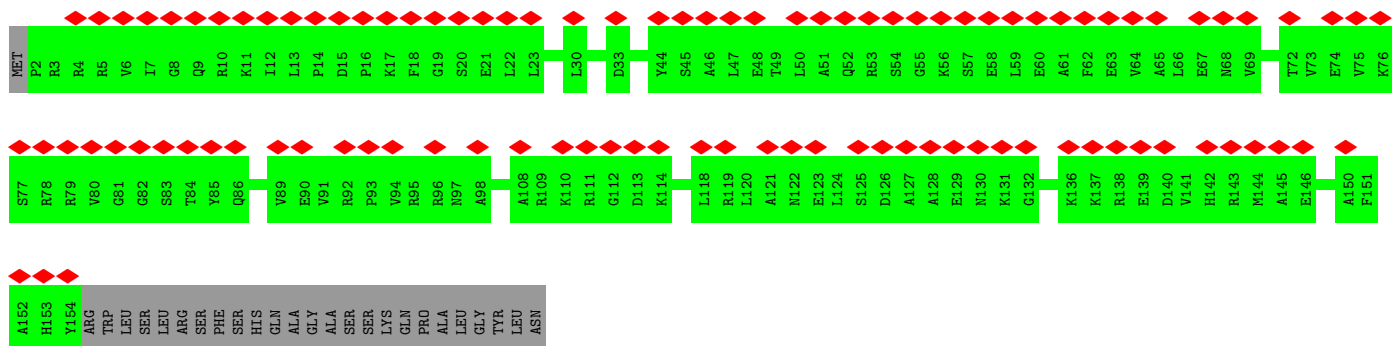 MET P2 R3 R4 R5 V6 I7 G8 Q9 R10 K11 I12 L13 P14 D15 P16 K17 F18 G19 S20 E21 L22 L23 L30 D33 Y44 S45 A46 L47 E48 T49 L50 A51 Q52 R53 S54 G55 K56 S57 E58 L59 E60 A61 F62 E63 V64 A65 L66 E67 N68 V69 T72 V73 E74 V75 K76
S77 R78 R79 V80 G81 G82 S83 T84 Y85 Q86 V89 E90 V91 R92 P93 V94 R95 R96 N97 A98 A108 R109 K110 R111 G112 D113 K114 L118 R119 L120 A121 N122 E123 L124 S125 D126 A127 A128 E129 N130 K131 G132 K136 K137 R138 E139 D140 V141 H142 R143 M144 A145 E146 A150 F151
A152 H153 Y154 ARG TRP LEU SER LEU ARG SER PHE SER HIS GLN ALA GLY ALA SER SER LYS GLN PRO ALA LEU GLY TYR LEU ASN